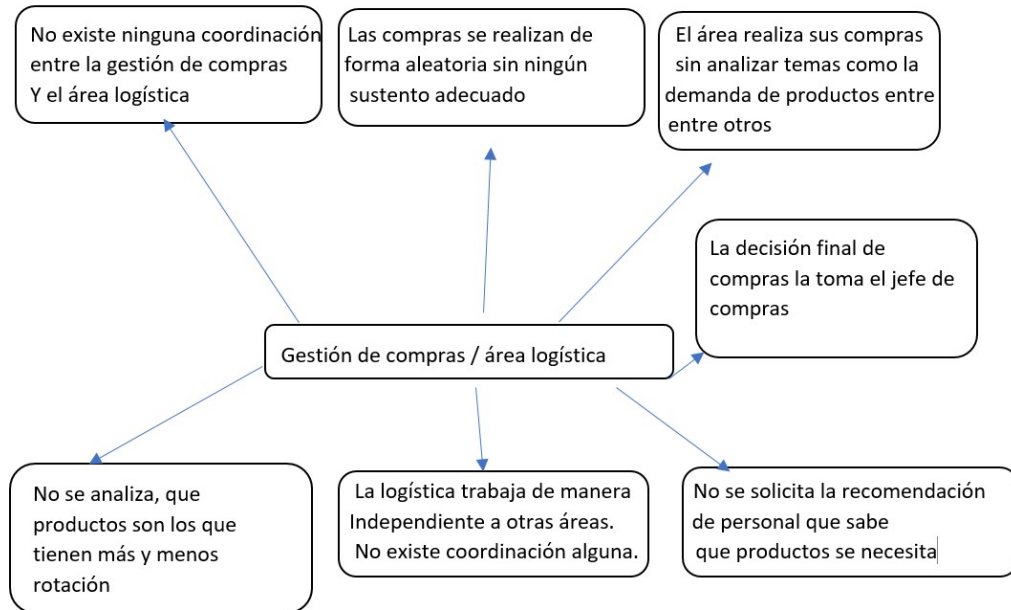 No existe ninguna coordinación
entre la gestión de compras
Y el área logística
Las compras se realizan de
forma aleatoria sin ningún
sustento adecuado
El área realiza sus compras
sin analizar temas como la
demanda de productos entre
entre otros
La decisión final de
compras la toma el jefe de
compras
Gestión de compras / área logística
No se analiza, que
productos son los que
tienen más y menos
rotación
La logística trabaja de manera
Independiente a otras áreas.
No existe coordinación alguna.
No se solicita la recomendación
de personal que sabe
que productos se necesita